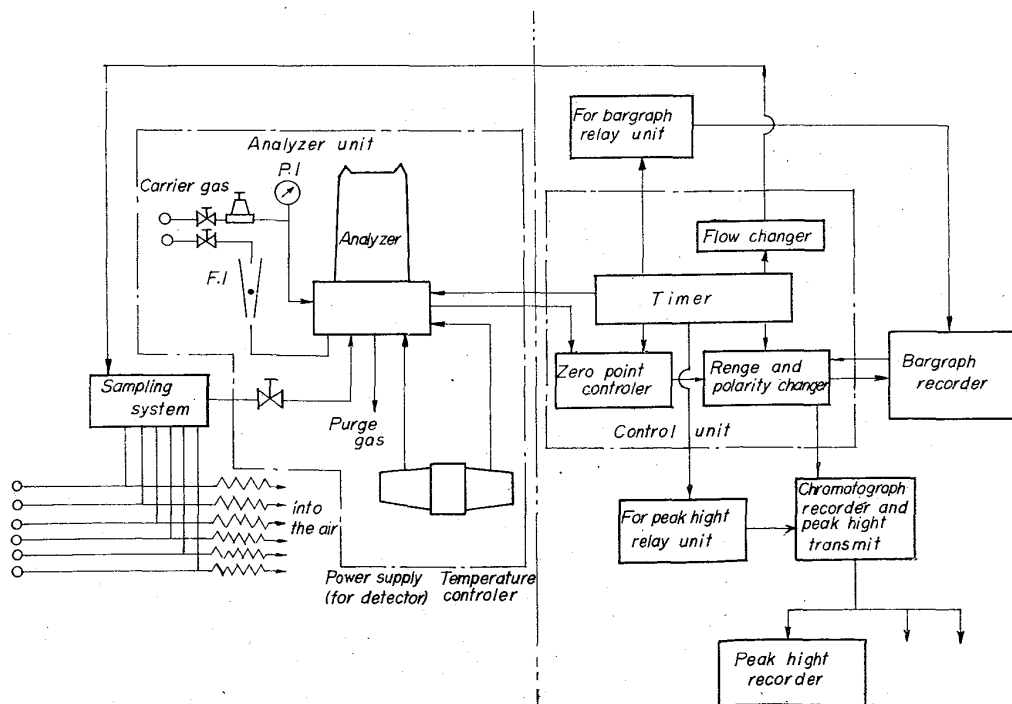 For bargraph
relay unit
Analyzer unit
P.I
Carrier gas
Analyzer
F.I
Flow changer
Timer
Sampling
system
Zero point
controler
Renge and
polarity changer
Bargraph
recorder
Purge
gas
Control unit
into
the air
Chromatograph
recorder and
peak hight
transmit
For peak hight
relay unit
Power supply
(for detector)
Temperature
controler
Peak hight
recorder